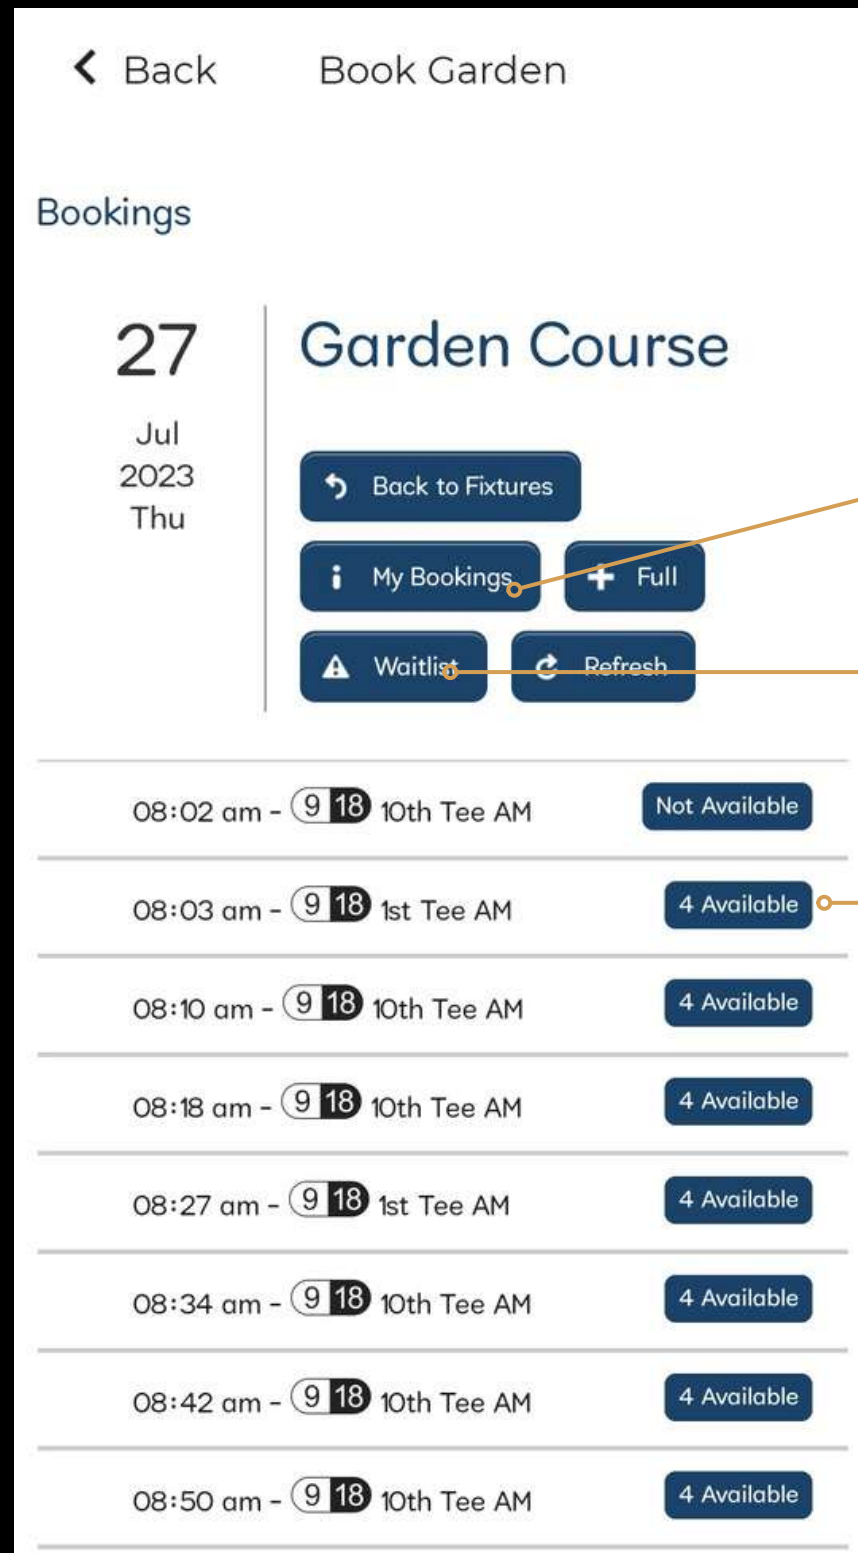 Back Book Garden
Bookings
27
Jul
2023
Thu
Garden Course
Back to Fixtures
My Bookings Full
Waitlist Refresh
08:02 am - 9 18 10th Tee AM Not Available
08:03 am - 9 18 1st Tee AM 4 Available
08:10 am - 9 18 10th Tee AM 4 Available
08:18 am - 9 18 10th Tee AM 4 Available
08:27 am - 9 18 1st Tee AM 4 Available
08:34 am - 9 18 10th Tee AM 4 Available
08:42 am - 9 18 10th Tee AM 4 Available
08:50 am - 9 18 10th Tee AM 4 Available